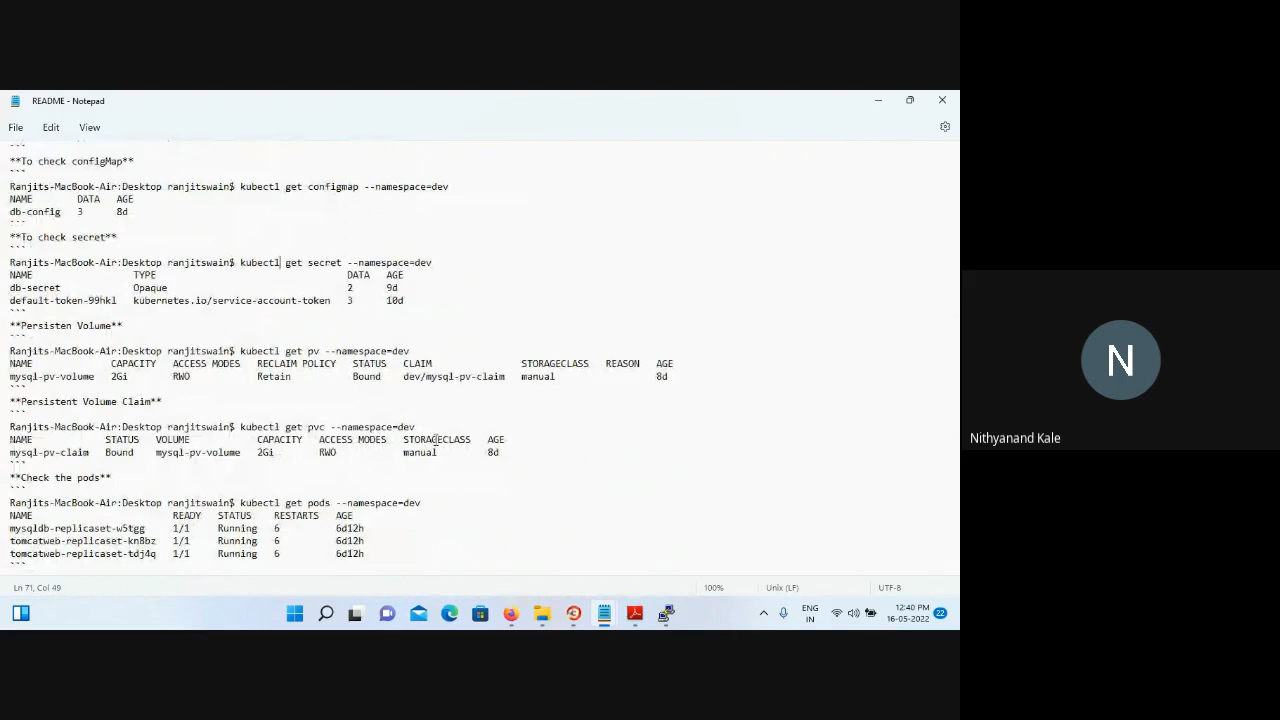 README - Notepad
File Edit View
```
**To check configMap**
```
Ranjits-MacBook-Air:Desktop ranjitswain$ kubectl get configmap --namespace=dev
NAME DATA AGE
db-config 3 8d
```
**To check secret**
```
Ranjits-MacBook-Air:Desktop ranjitswain$ kubectl get secret --namespace=dev
NAME TYPE DATA AGE
db-secret Opaque 2 9d
default-token-99hkl kubernetes.io/service-account-token 3 10d
```
**Persisten Volume**
```
Ranjits-MacBook-Air:Desktop ranjitswain$ kubectl get pv --namespace=dev
NAME CAPACITY ACCESS MODES RECLAIM POLICY STATUS CLAIM STORAGECLASS REASON AGE
mysql-pv-volume 2Gi RWO Retain Bound dev/mysql-pv-claim manual 8d
```
**Persistent Volume Claim**
```
Ranjits-MacBook-Air:Desktop ranjitswain$ kubectl get pvc --namespace=dev
NAME STATUS VOLUME CAPACITY ACCESS MODES STORAGECLASS AGE
mysql-pv-claim Bound mysql-pv-volume 2Gi RWO manual 8d
```
**Check the pods**
```
Ranjits-MacBook-Air:Desktop ranjitswain$ kubectl get pods --namespace=dev
NAME READY STATUS RESTARTS AGE
mysqldb-replicaset-w5tgg 1/1 Running 6 6d12h
tomcatweb-replicaset-kn8bz 1/1 Running 6 6d12h
tomcatweb-replicaset-tdj4q 1/1 Running 6 6d12h
```
Ln 71, Col 49 100% Unix (LF) UTF-8
ENG IN 12:40 PM 16-05-2022 22
N
Nithyanand Kale